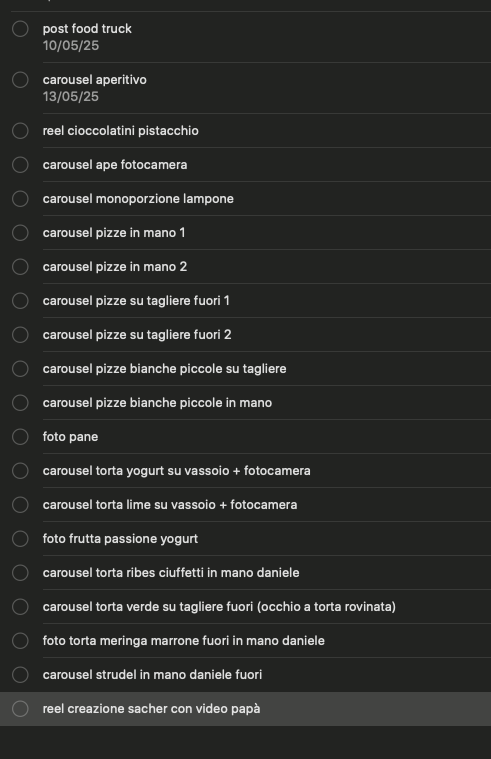 post food truck
10/05/25
carousel aperitivo
13/05/25
reel cioccolatini pistacchio
carousel ape fotocamera
carousel monoporzione lampone
carousel pizze in mano 1
carousel pizze in mano 2
carousel pizze su tagliere fuori 1
carousel pizze su tagliere fuori 2
carousel pizze bianche piccole su tagliere
carousel pizze bianche piccole in mano
foto pane
carousel torta yogurt su vassoio + fotocamera
carousel torta lime su vassoio + fotocamera
foto frutta passione yogurt
carousel torta ribes ciuffetti in mano daniele
carousel torta verde su tagliere fuori (occhio a torta rovinata)
foto torta meringa marrone fuori in mano daniele
carousel strudel in mano daniele fuori
reel creazione sacher con video papà